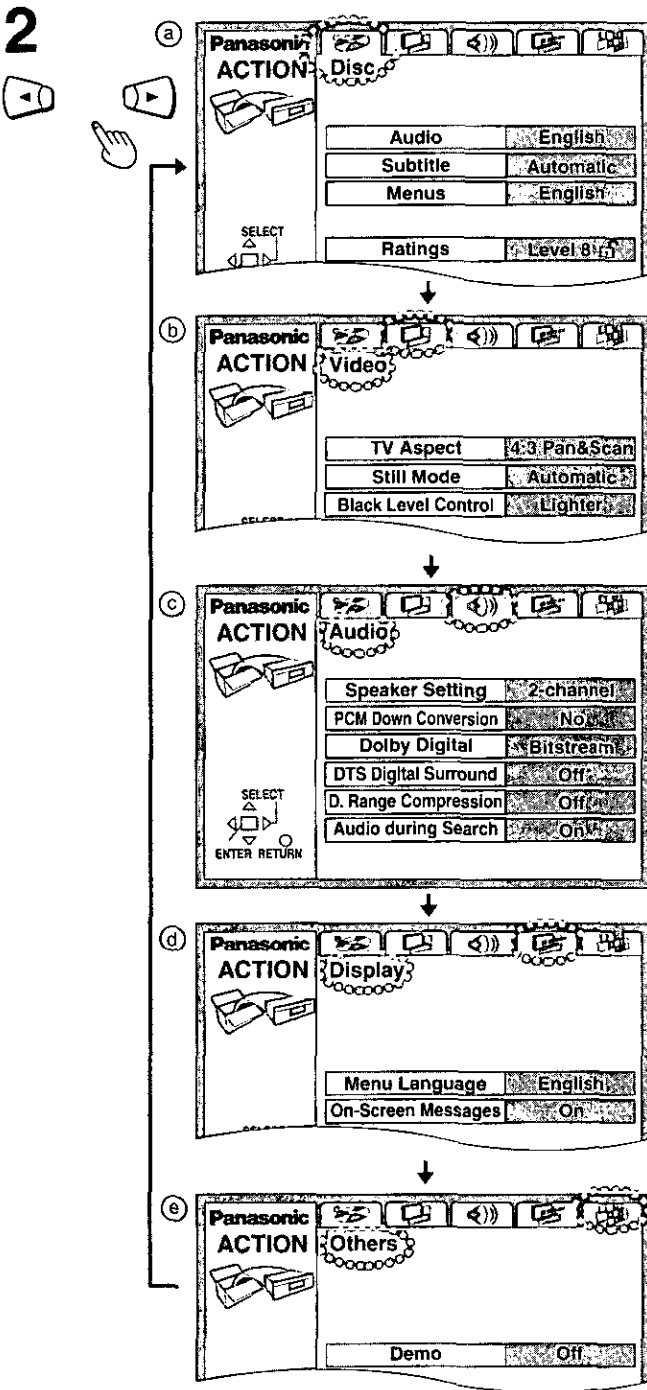 2
a
Panasonic
ACTION
Disc
Audio English
Subtitle Automatic
Menus English
Ratings Level 8
SELECT
b
Panasonic
ACTION
Video
TV Aspect 4:3 Pan&Scan
Still Mode Automatic
Black Level Control Lighter
SELECT
c
Panasonic
ACTION
Audio
Speaker Setting 2-channel
PCM Down Conversion No
Dolby Digital Bitstream
DTS Digital Surround Off
D. Range Compression Off
Audio during Search On
SELECT
ENTER RETURN
d
Panasonic
ACTION
Display
Menu Language English
On-Screen Messages On
e
Panasonic
ACTION
Others
Demo Off